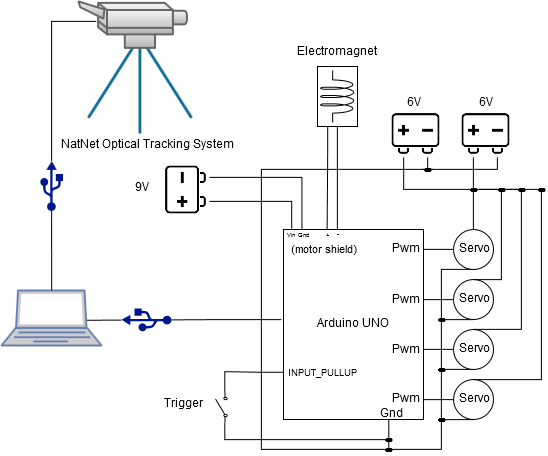 Electromagnet
6V
6V
NatNet Optical Tracking System
9V
Vin Gnd + -
(motor shield)
Pwm
Servo
Pwm
Servo
Arduino UNO
Pwm
Servo
INPUT_PULLUP
Pwm
Servo
Trigger
Gnd